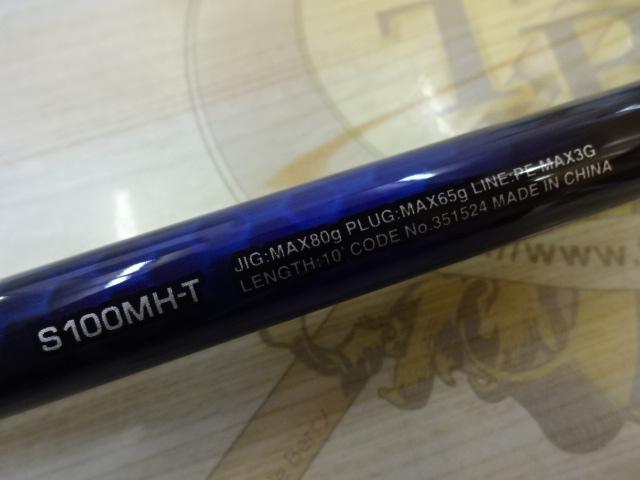 S100MH-T
JIG:MAX80g PLUG:MAX65g LINE:PE MAX3G
LENGTH:10' CODE No.351524 MADE IN CHINA